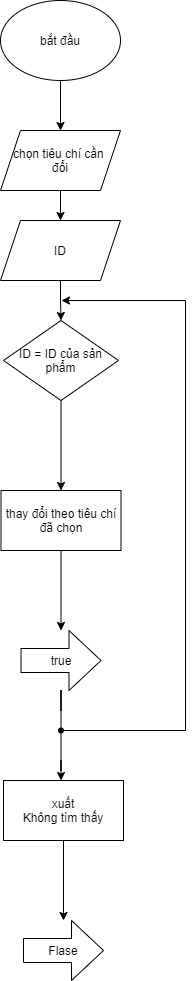 bắt đầu
chọn tiêu chí cần
đổi
ID
ID = ID của sản
phẩm
thay đổi theo tiêu chí
đã chọn
true
xuất
Không tìm thấy
Flase